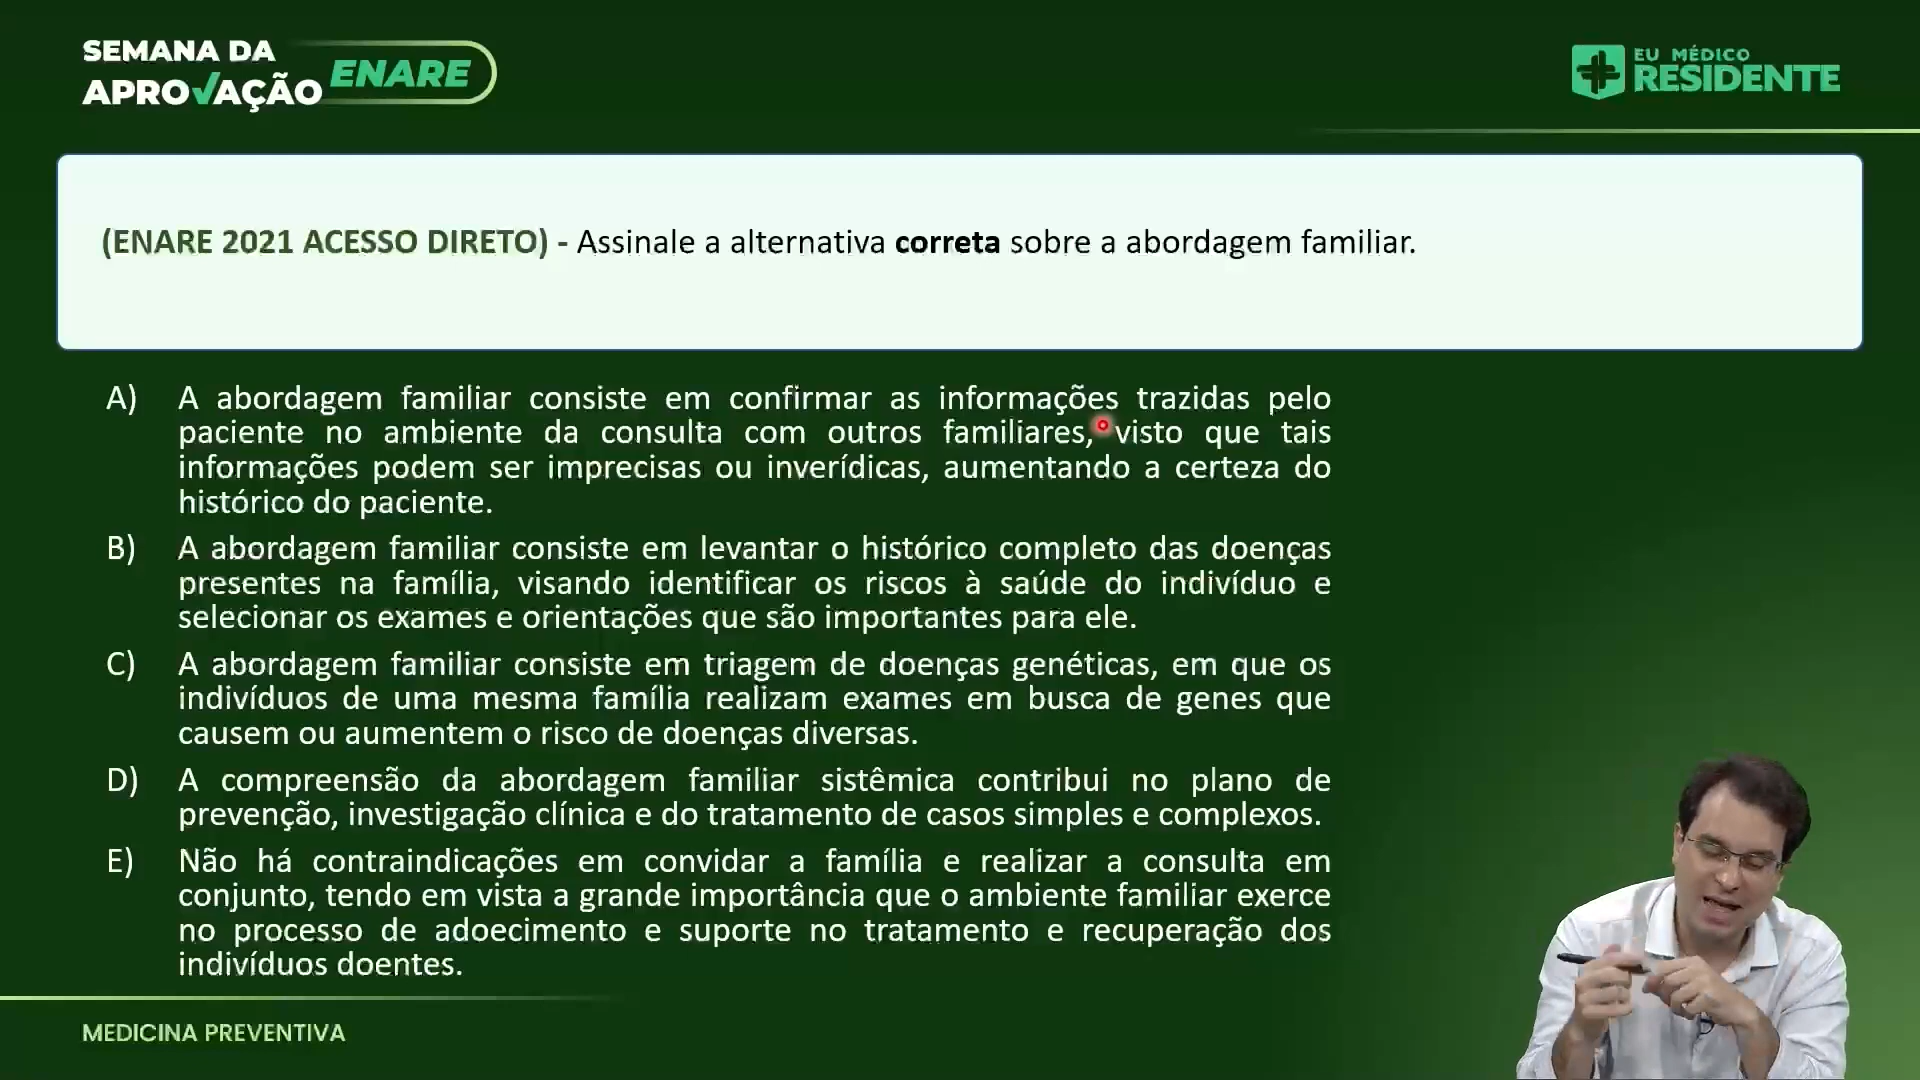 SEMANA DA
APROVAÇÃO ENARE
EU MÉDICO
RESIDENTE
(ENARE 2021 ACESSO DIRETO) - Assinale a alternativa correta sobre a abordagem familiar.
A) A abordagem familiar consiste em confirmar as informações trazidas pelo
paciente no ambiente da consulta com outros familiares, visto que tais
informações podem ser imprecisas ou inverídicas, aumentando a certeza do
histórico do paciente.
B) A abordagem familiar consiste em levantar o histórico completo das doenças
presentes na família, visando identificar os riscos à saúde do indivíduo e
selecionar os exames e orientações que são importantes para ele.
C) A abordagem familiar consiste em triagem de doenças genéticas, em que os
indivíduos de uma mesma família realizam exames em busca de genes que
causem ou aumentem o risco de doenças diversas.
D) A compreensão da abordagem familiar sistêmica contribui no plano de
prevenção, investigação clínica e do tratamento de casos simples e complexos.
E) Não há contraindicações em convidar a família e realizar a consulta em
conjunto, tendo em vista a grande importância que o ambiente familiar exerce
no processo de adoecimento e suporte no tratamento e recuperação dos
indivíduos doentes.
MEDICINA PREVENTIVA